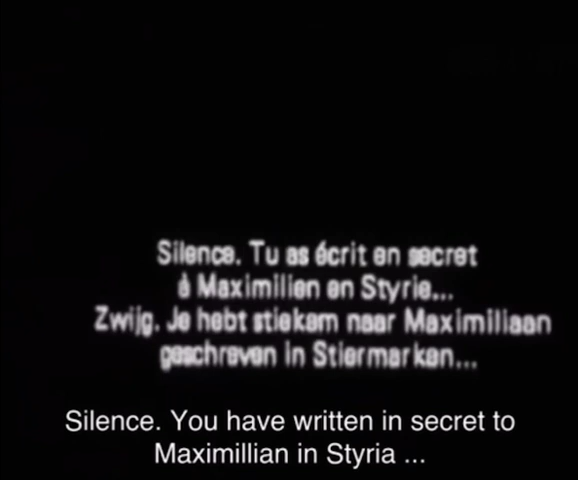 Silence. Tu as écrit en secret
à Maximilien en Styrie...
Zwijg. Je hebt stiekem naar Maximiliaan
geschreven in Stiermarken...
Silence. You have written in secret to
Maximillian in Styria ...